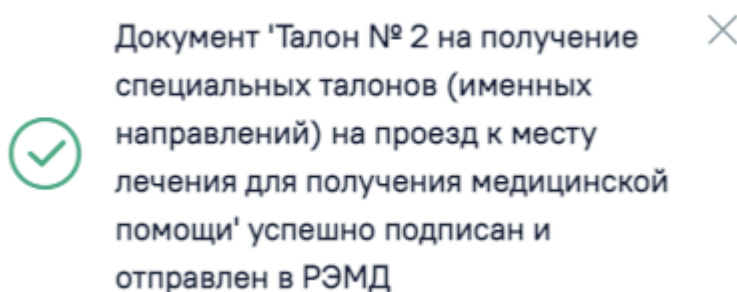 Документ 'Талон № 2 на получение
специальных талонов (именных
направлений) на проезд к месту
лечения для получения медицинской
помощи' успешно подписан и
отправлен в РЭМД